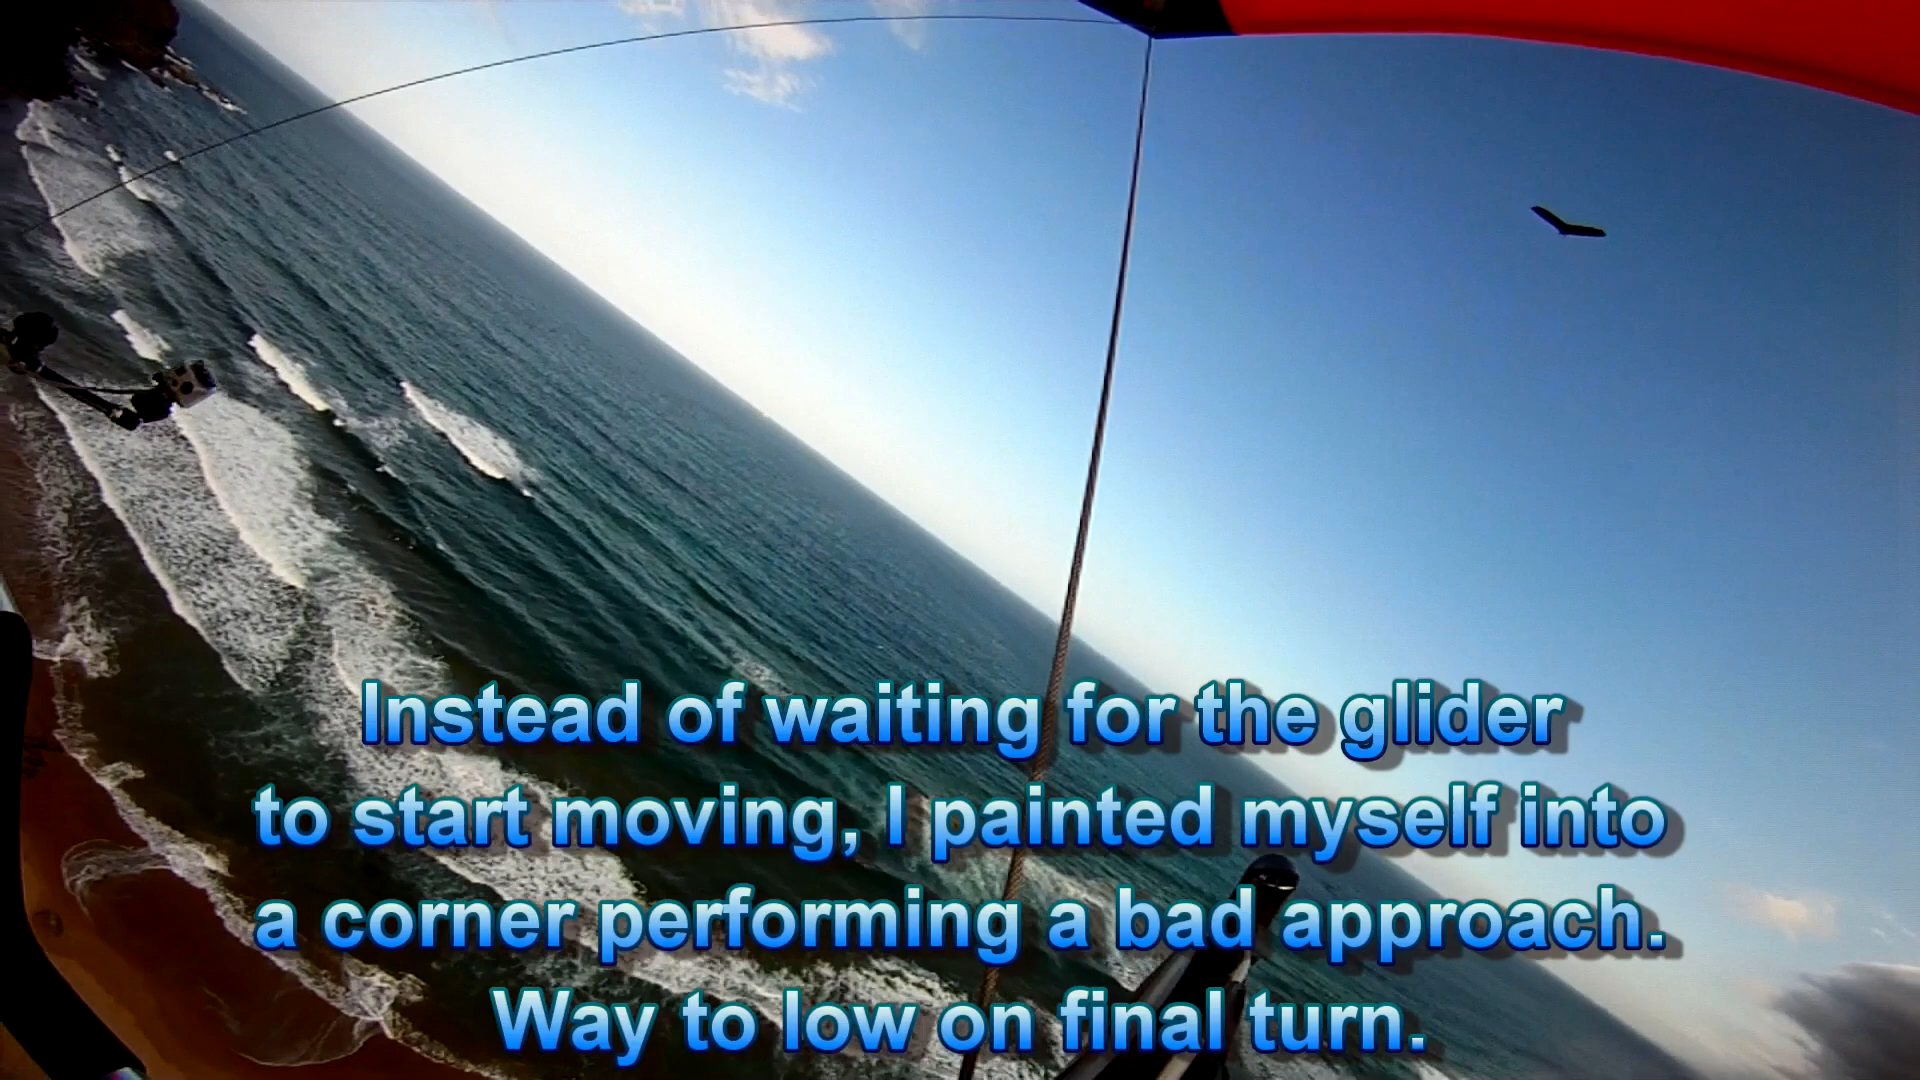 Instead of waiting for the glider
to start moving, I painted myself into
a corner performing a bad approach.
Way to low on final turn.